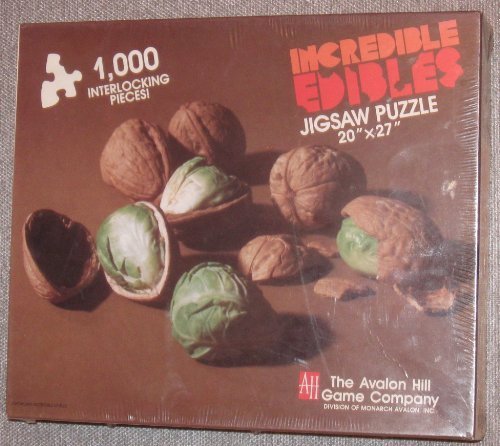 1,000
INTERLOCKING
PIECES!
INCREDIBLE
EDIBLES
JIGSAW PUZZLE
20" x 27"
AH
The Avalon Hill
Game Company
DIVISION OF MONARCH AVALON, INC.